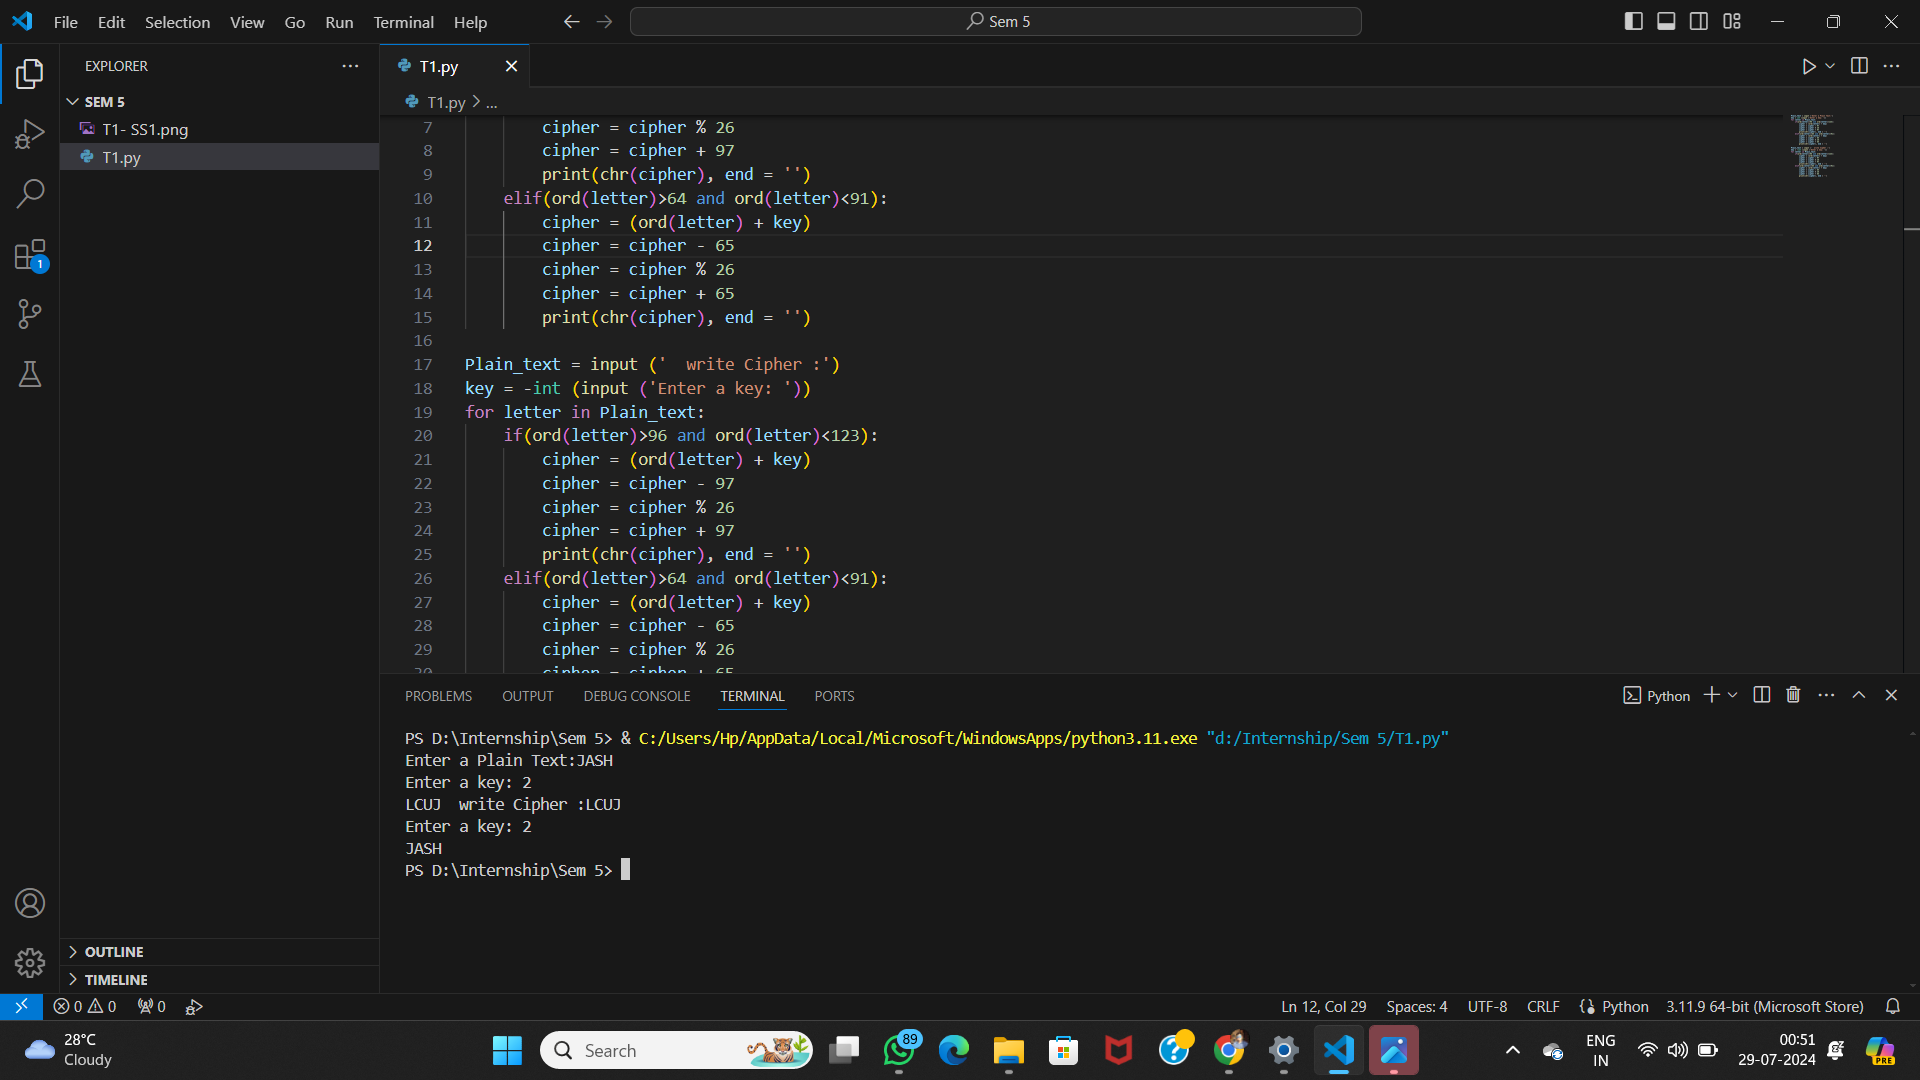 File Edit Selection View Go Run Terminal Help
Sem 5
EXPLORER
SEM 5
T1- SS1.png
T1.py
T1.py
T1.py > ...
7 cipher = cipher % 26
8 cipher = cipher + 97
9 print(chr(cipher), end = '')
10 elif(ord(letter)>64 and ord(letter)<91):
11 cipher = (ord(letter) + key)
12 cipher = cipher - 65
13 cipher = cipher % 26
14 cipher = cipher + 65
15 print(chr(cipher), end = '')
16
17 Plain_text = input ('  write Cipher :')
18 key = -int (input ('Enter a key: '))
19 for letter in Plain_text:
20 if(ord(letter)>96 and ord(letter)<123):
21 cipher = (ord(letter) + key)
22 cipher = cipher - 97
23 cipher = cipher % 26
24 cipher = cipher + 97
25 print(chr(cipher), end = '')
26 elif(ord(letter)>64 and ord(letter)<91):
27 cipher = (ord(letter) + key)
28 cipher = cipher - 65
29 cipher = cipher % 26
30 cipher = cipher + 65
PROBLEMS OUTPUT DEBUG CONSOLE TERMINAL PORTS
Python
PS D:\Internship\Sem 5> & C:/Users/Hp/AppData/Local/Microsoft/WindowsApps/python3.11.exe "d:/Internship/Sem 5/T1.py"
Enter a Plain Text:JASH
Enter a key: 2
LCUJ  write Cipher :LCUJ
Enter a key: 2
JASH
PS D:\Internship\Sem 5>
1
OUTLINE
TIMELINE
0 0 0
Ln 12, Col 29 Spaces: 4 UTF-8 CRLF Python 3.11.9 64-bit (Microsoft Store)
28°C
Cloudy
Search
89
ENG
IN
00:51
29-07-2024
PRE